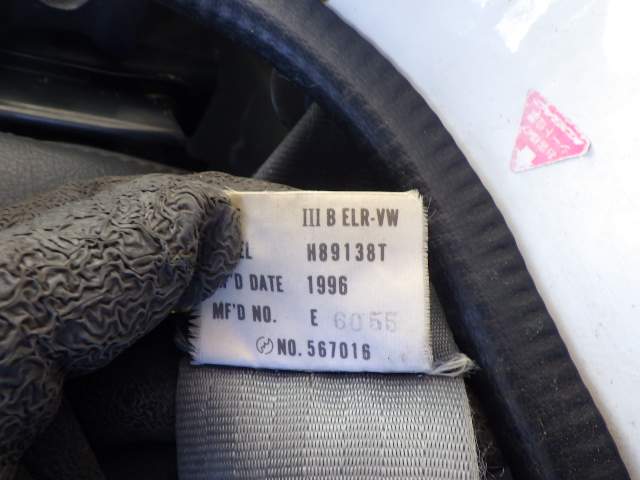 III B ELR-VW
EL H89138T
F'D DATE 1996
MF'D NO. E 6055
NO. 567016